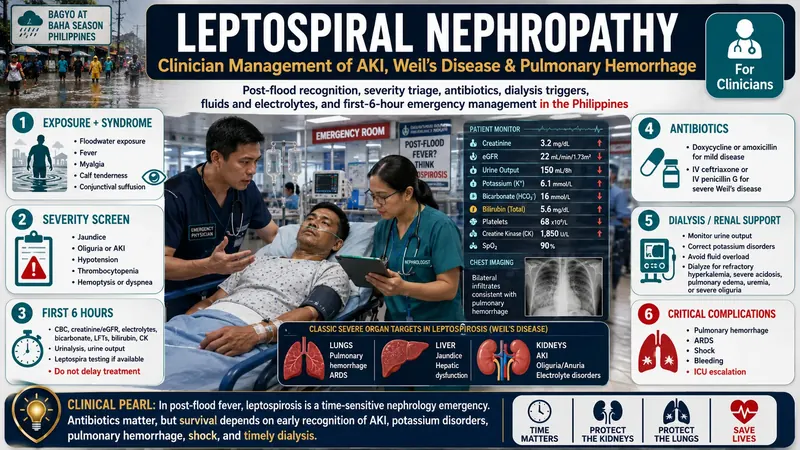 BAGYO AT
BAHA SEASON
PHILIPPINES
LEPTOSPIRAL NEPHROPATHY
Clinician Management of AKI, Weil's Disease & Pulmonary Hemorrhage
For
Clinicians
Post-flood recognition, severity triage, antibiotics, dialysis triggers,
fluids and electrolytes, and first-6-hour emergency management in the Philippines
1 EXPOSURE + SYNDROME
• Floodwater exposure
• Fever
• Myalgia
• Calf tenderness
• Conjunctival suffusion
2 SEVERITY SCREEN
• Jaundice
• Oliguria or AKI
• Hypotension
• Thrombocytopenia
• Hemoptysis or dyspnea
3 FIRST 6 HOURS
• CBC, creatinine/eGFR, electrolytes,
bicarbonate, LFTs, bilirubin, CK
• Urinalysis, urine output
• Leptospira testing if available
• Do not delay treatment
EMERGENCY ROOM
POST-FLOOD
FEVER?
THINK
EMERGENCY
PHYSICIAN
NEPHROLOGIST
PATIENT MONITOR
Creatinine 3.2 mg/dL ↑
eGFR 22 mL/min/1.73m² ↓
Urine Output 150 mL/8h ↓
Potassium (K⁺) 6.1 mmol/L ↑
Bicarbonate (HCO₃) 16 mmol/L ↓
Bilirubin (Total) 5.6 mg/dL ↑
Platelets 68 x10⁹/L ↓
Creatine Kinase (CK) 1,850 U/L ↑
SpO₂ 90%
CHEST IMAGING
Bilateral
infiltrates
consistent with
pulmonary
hemorrhage
CLASSIC SEVERE ORGAN TARGETS IN LEPTOSPIROSIS (WEIL'S DISEASE)
LUNGS
Pulmonary
hemorrhage
ARDS
LIVER
Jaundice
Hepatic
dysfunction
KIDNEYS
AKI
Oliguria/Anuria
Electrolyte disorders
4 ANTIBIOTICS
• Doxycycline or amoxicillin
for mild disease
• IV ceftriaxone or
IV penicillin G for
severe Weil's disease
5 DIALYSIS / RENAL SUPPORT
• Monitor urine output
• Correct potassium disorders
• Avoid fluid overload
• Dialyze for refractory
hyperkalemia, severe acidosis,
pulmonary edema, uremia, or
severe oliguria
6 CRITICAL COMPLICATIONS
• Pulmonary hemorrhage
• ARDS
• Shock
• Bleeding
• ICU escalation
CLINICAL PEARL: In post-flood fever, leptospirosis is a time-sensitive nephrology emergency.
Antibiotics matter, but survival depends on early recognition of AKI, potassium disorders,
pulmonary hemorrhage, shock, and timely dialysis.
TIME
MATTERS
PROTECT
THE KIDNEYS
PROTECT
THE LUNGS
SAVE
LIVES